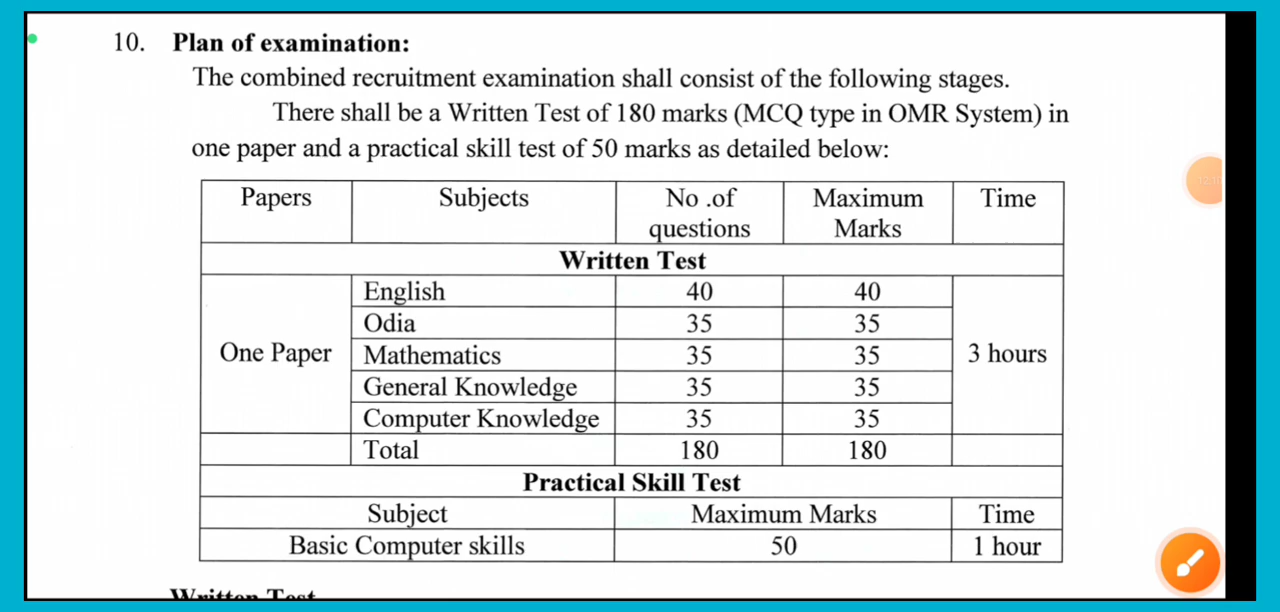 10. Plan of examination:
The combined recruitment examination shall consist of the following stages.
There shall be a Written Test of 180 marks (MCQ type in OMR System) in
one paper and a practical skill test of 50 marks as detailed below:
Papers Subjects No .of questions Maximum Marks Time
Written Test
English 40 40
Odia 35 35
One Paper Mathematics 35 35 3 hours
General Knowledge 35 35
Computer Knowledge 35 35
Total 180 180
Practical Skill Test
Subject Maximum Marks Time
Basic Computer skills 50 1 hour
Written Test